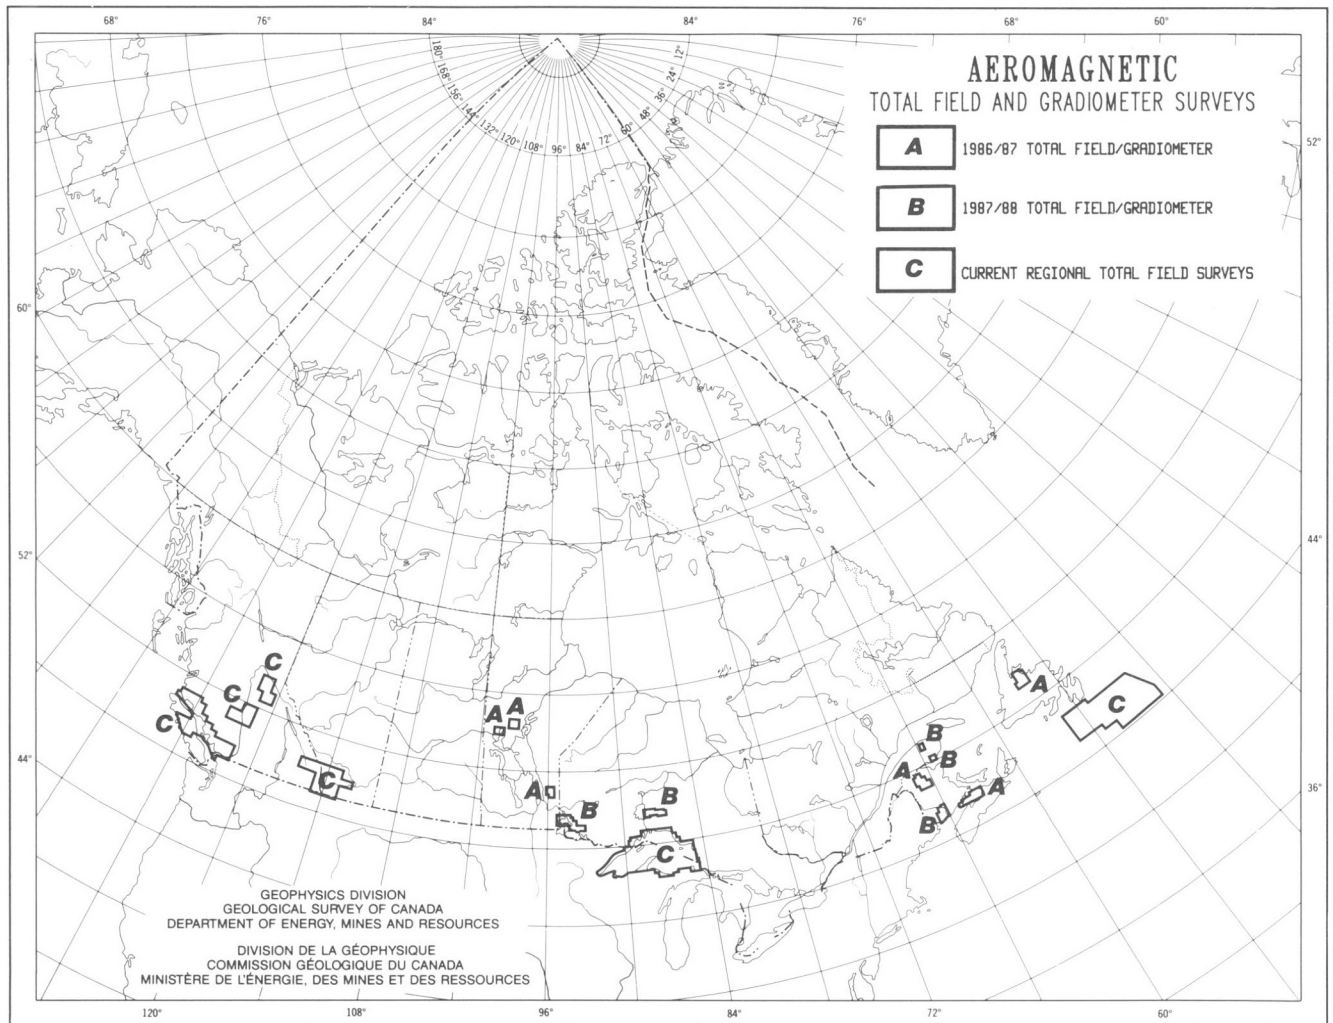 68° 76° 84° 84° 76° 68° 60°
180° 168° 156° 144° 132° 120° 108° 96° 84° 72° 60° 48° 36° 24° 12°
AEROMAGNETIC
TOTAL FIELD AND GRADIOMETER SURVEYS
A 1986/87 TOTAL FIELD/GRADIOMETER
B 1987/88 TOTAL FIELD/GRADIOMETER
C CURRENT REGIONAL TOTAL FIELD SURVEYS
52°
60°
52° 44°
C
C
C
C
A A
A
B
B
C
A
C
B
B
A
A
B
44° 36°
GEOPHYSICS DIVISION
GEOLOGICAL SURVEY OF CANADA
DEPARTMENT OF ENERGY, MINES AND RESOURCES
DIVISION DE LA GÉOPHYSIQUE
COMMISSION GÉOLOGIQUE DU CANADA
MINISTÈRE DE L'ÉNERGIE, DES MINES ET DES RESSOURCES
120° 108° 96° 84° 72° 60°